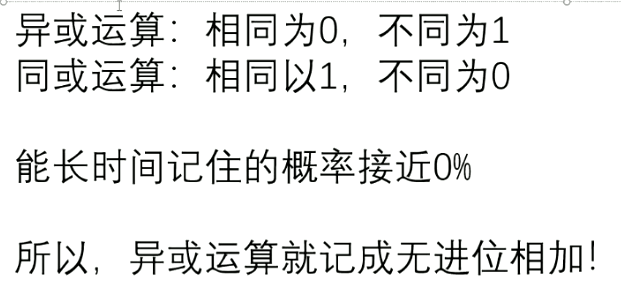 异或运算：相同为0，不同为1
同或运算：相同以1，不同为0
能长时间记住的概率接近0%
所以，异或运算就记成无进位相加!